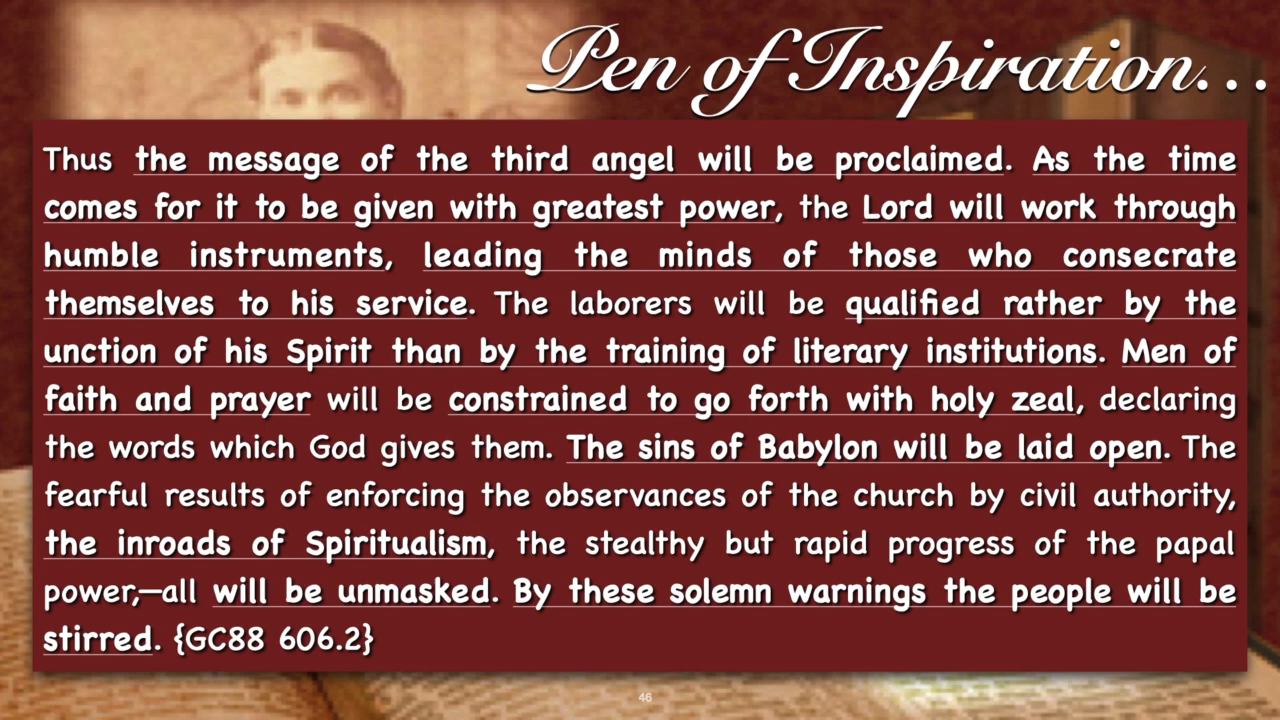 Pen of Inspiration...
Thus the message of the third angel will be proclaimed. As the time
comes for it to be given with greatest power, the Lord will work through
humble instruments, leading the minds of those who consecrate
themselves to his service. The laborers will be qualified rather by the
unction of his Spirit than by the training of literary institutions. Men of
faith and prayer will be constrained to go forth with holy zeal, declaring
the words which God gives them. The sins of Babylon will be laid open. The
fearful results of enforcing the observances of the church by civil authority,
the inroads of Spiritualism, the stealthy but rapid progress of the papal
power,—all will be unmasked. By these solemn warnings the people will be
stirred. {GC88 606.2}
46